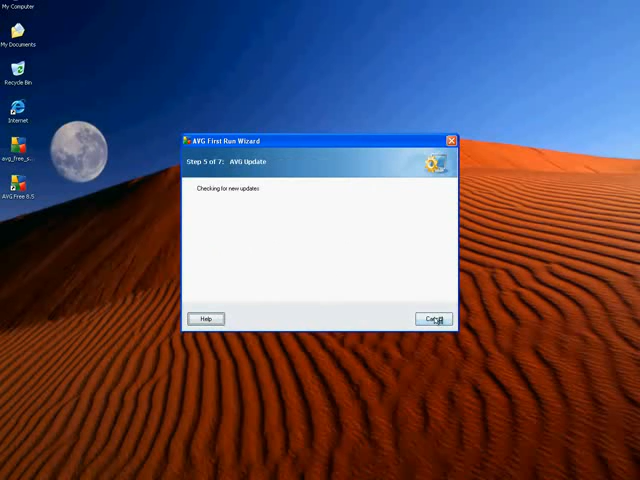 My Computer
My Documents
Recycle Bin
Internet
avg_free_s...
AVG Free 8.5
AVG First Run Wizard
Step 5 of 7: AVG Update
Checking for new updates
Help